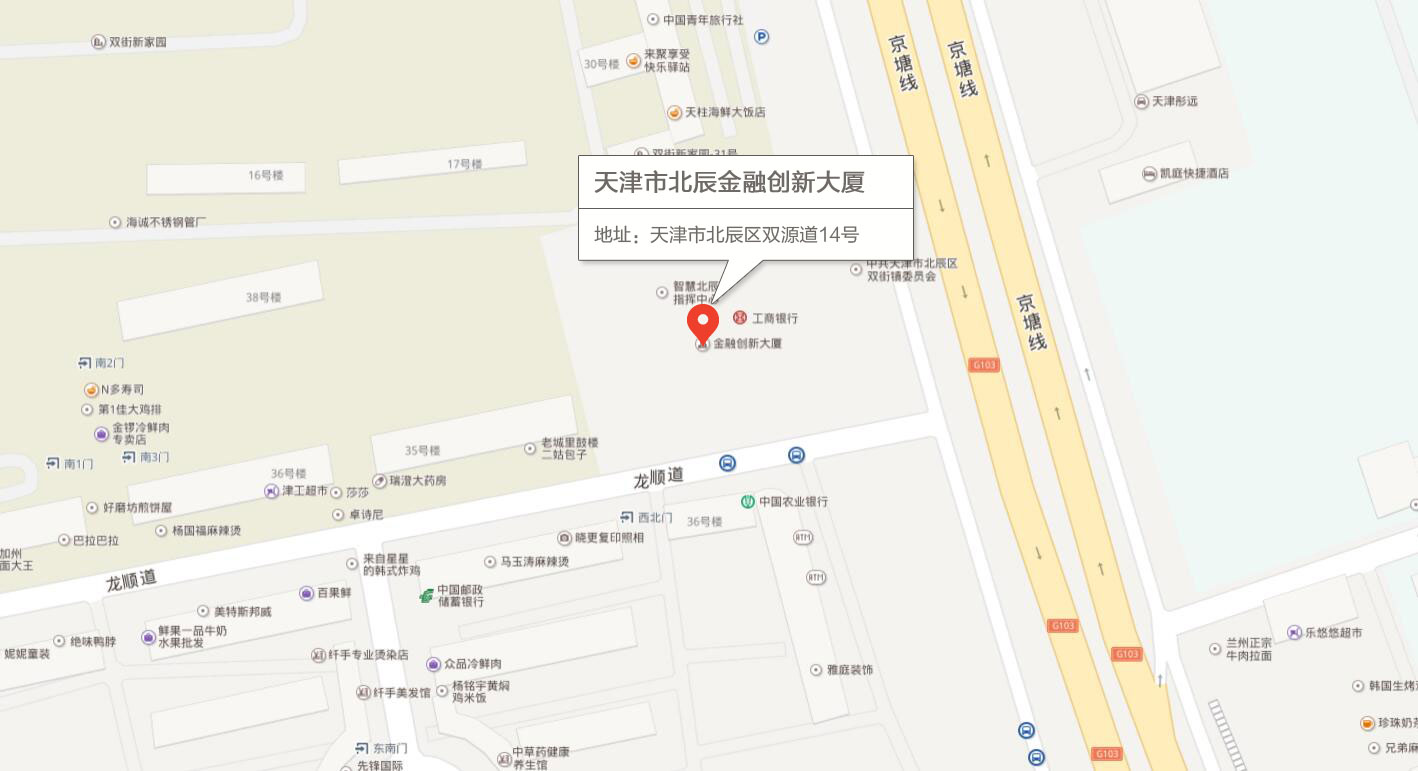 中国青年旅行社
双街新家园
P
30号楼
来聚享受
快乐驿站
京
塘
线
京
塘
线
天津彤远
天柱海鲜大饭店
双街新家园-31号
17号楼
16号楼
凯庭快捷酒店
天津市北辰金融创新大厦
地址：天津市北辰区双源道14号
海诚不锈钢管厂
中共天津市北辰区
双街镇委员会
智慧北辰
指挥中心
38号楼
工商银行
金融创新大厦
京
塘
线
G103
南2门
N多寿司
第1佳大鸡排
金锣冷鲜肉
专卖店
南1门
南3门
35号楼
老城里鼓楼
二姑包子
36号楼
龙顺道
瑞澄大药房
津工超市
莎莎
好磨坊煎饼屋
卓诗尼
西北门
36号楼
中国农业银行
杨国福麻辣烫
巴拉巴拉
晓更复印照相
ATM
加州
面大王
来自星星
的韩式炸鸡
马玉涛麻辣烫
ATM
龙顺道
百果鲜
中国邮政
储蓄银行
美特斯邦威
G103
鲜果一品牛奶
水果批发
绝味鸭脖
妮妮童装
乐悠悠超市
兰州正宗
牛肉拉面
G103
纤手专业烫染店
众品冷鲜肉
雅庭装饰
纤手美发馆
杨铭宇黄焖
鸡米饭
韩国生烤
珍珠奶茶
东南门
中草药健康
养生馆
先锋国际
G103
兄弟麻